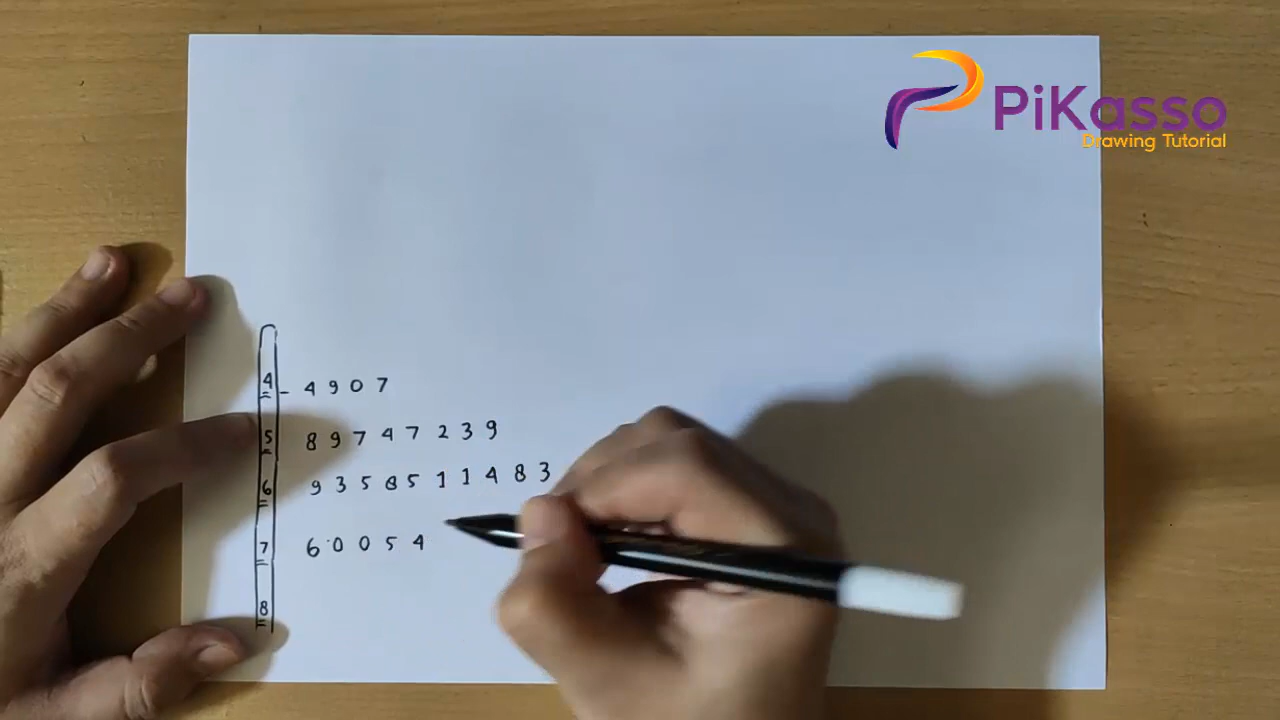 PiKasso
Drawing Tutorial
4 - 4 9 0 7
5 8 9 7 4 7 2 3 9
6 9 3 5 8 5 1 1 4 8 3
7 6 0 0 5 4
8